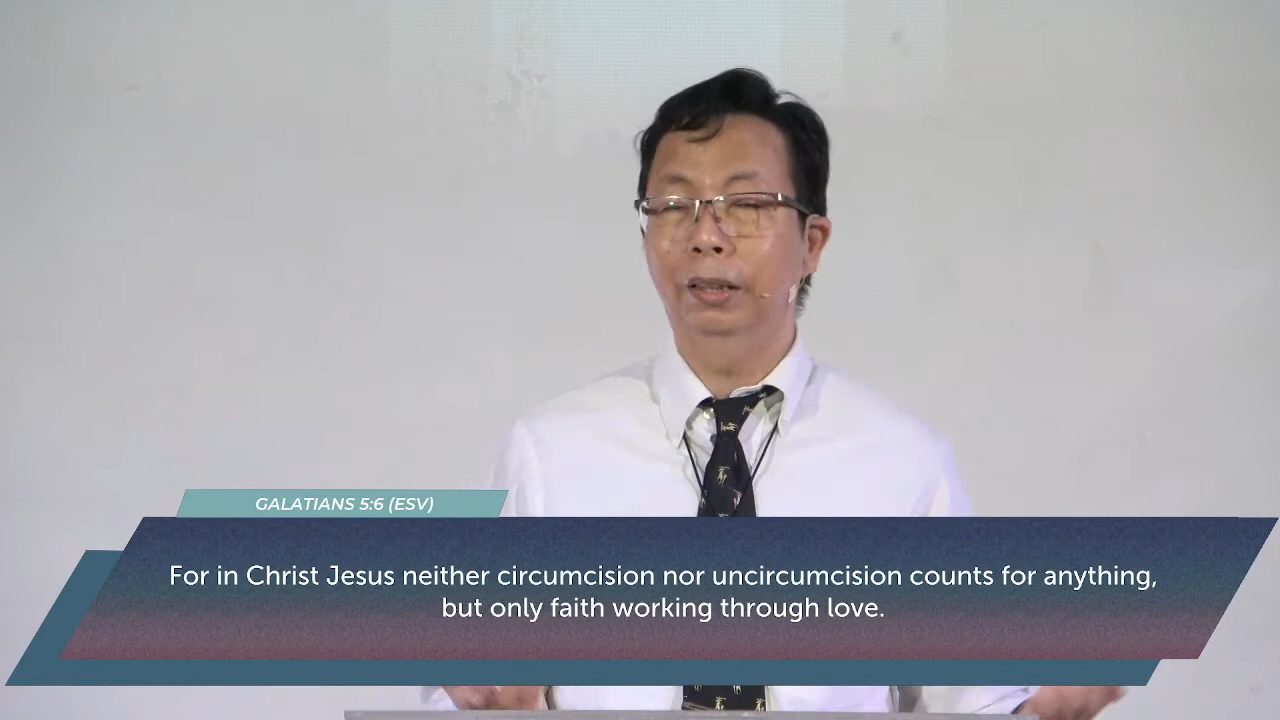 GALATIANS 5:6 (ESV)
For in Christ Jesus neither circumcision nor uncircumcision counts for anything,
but only faith working through love.